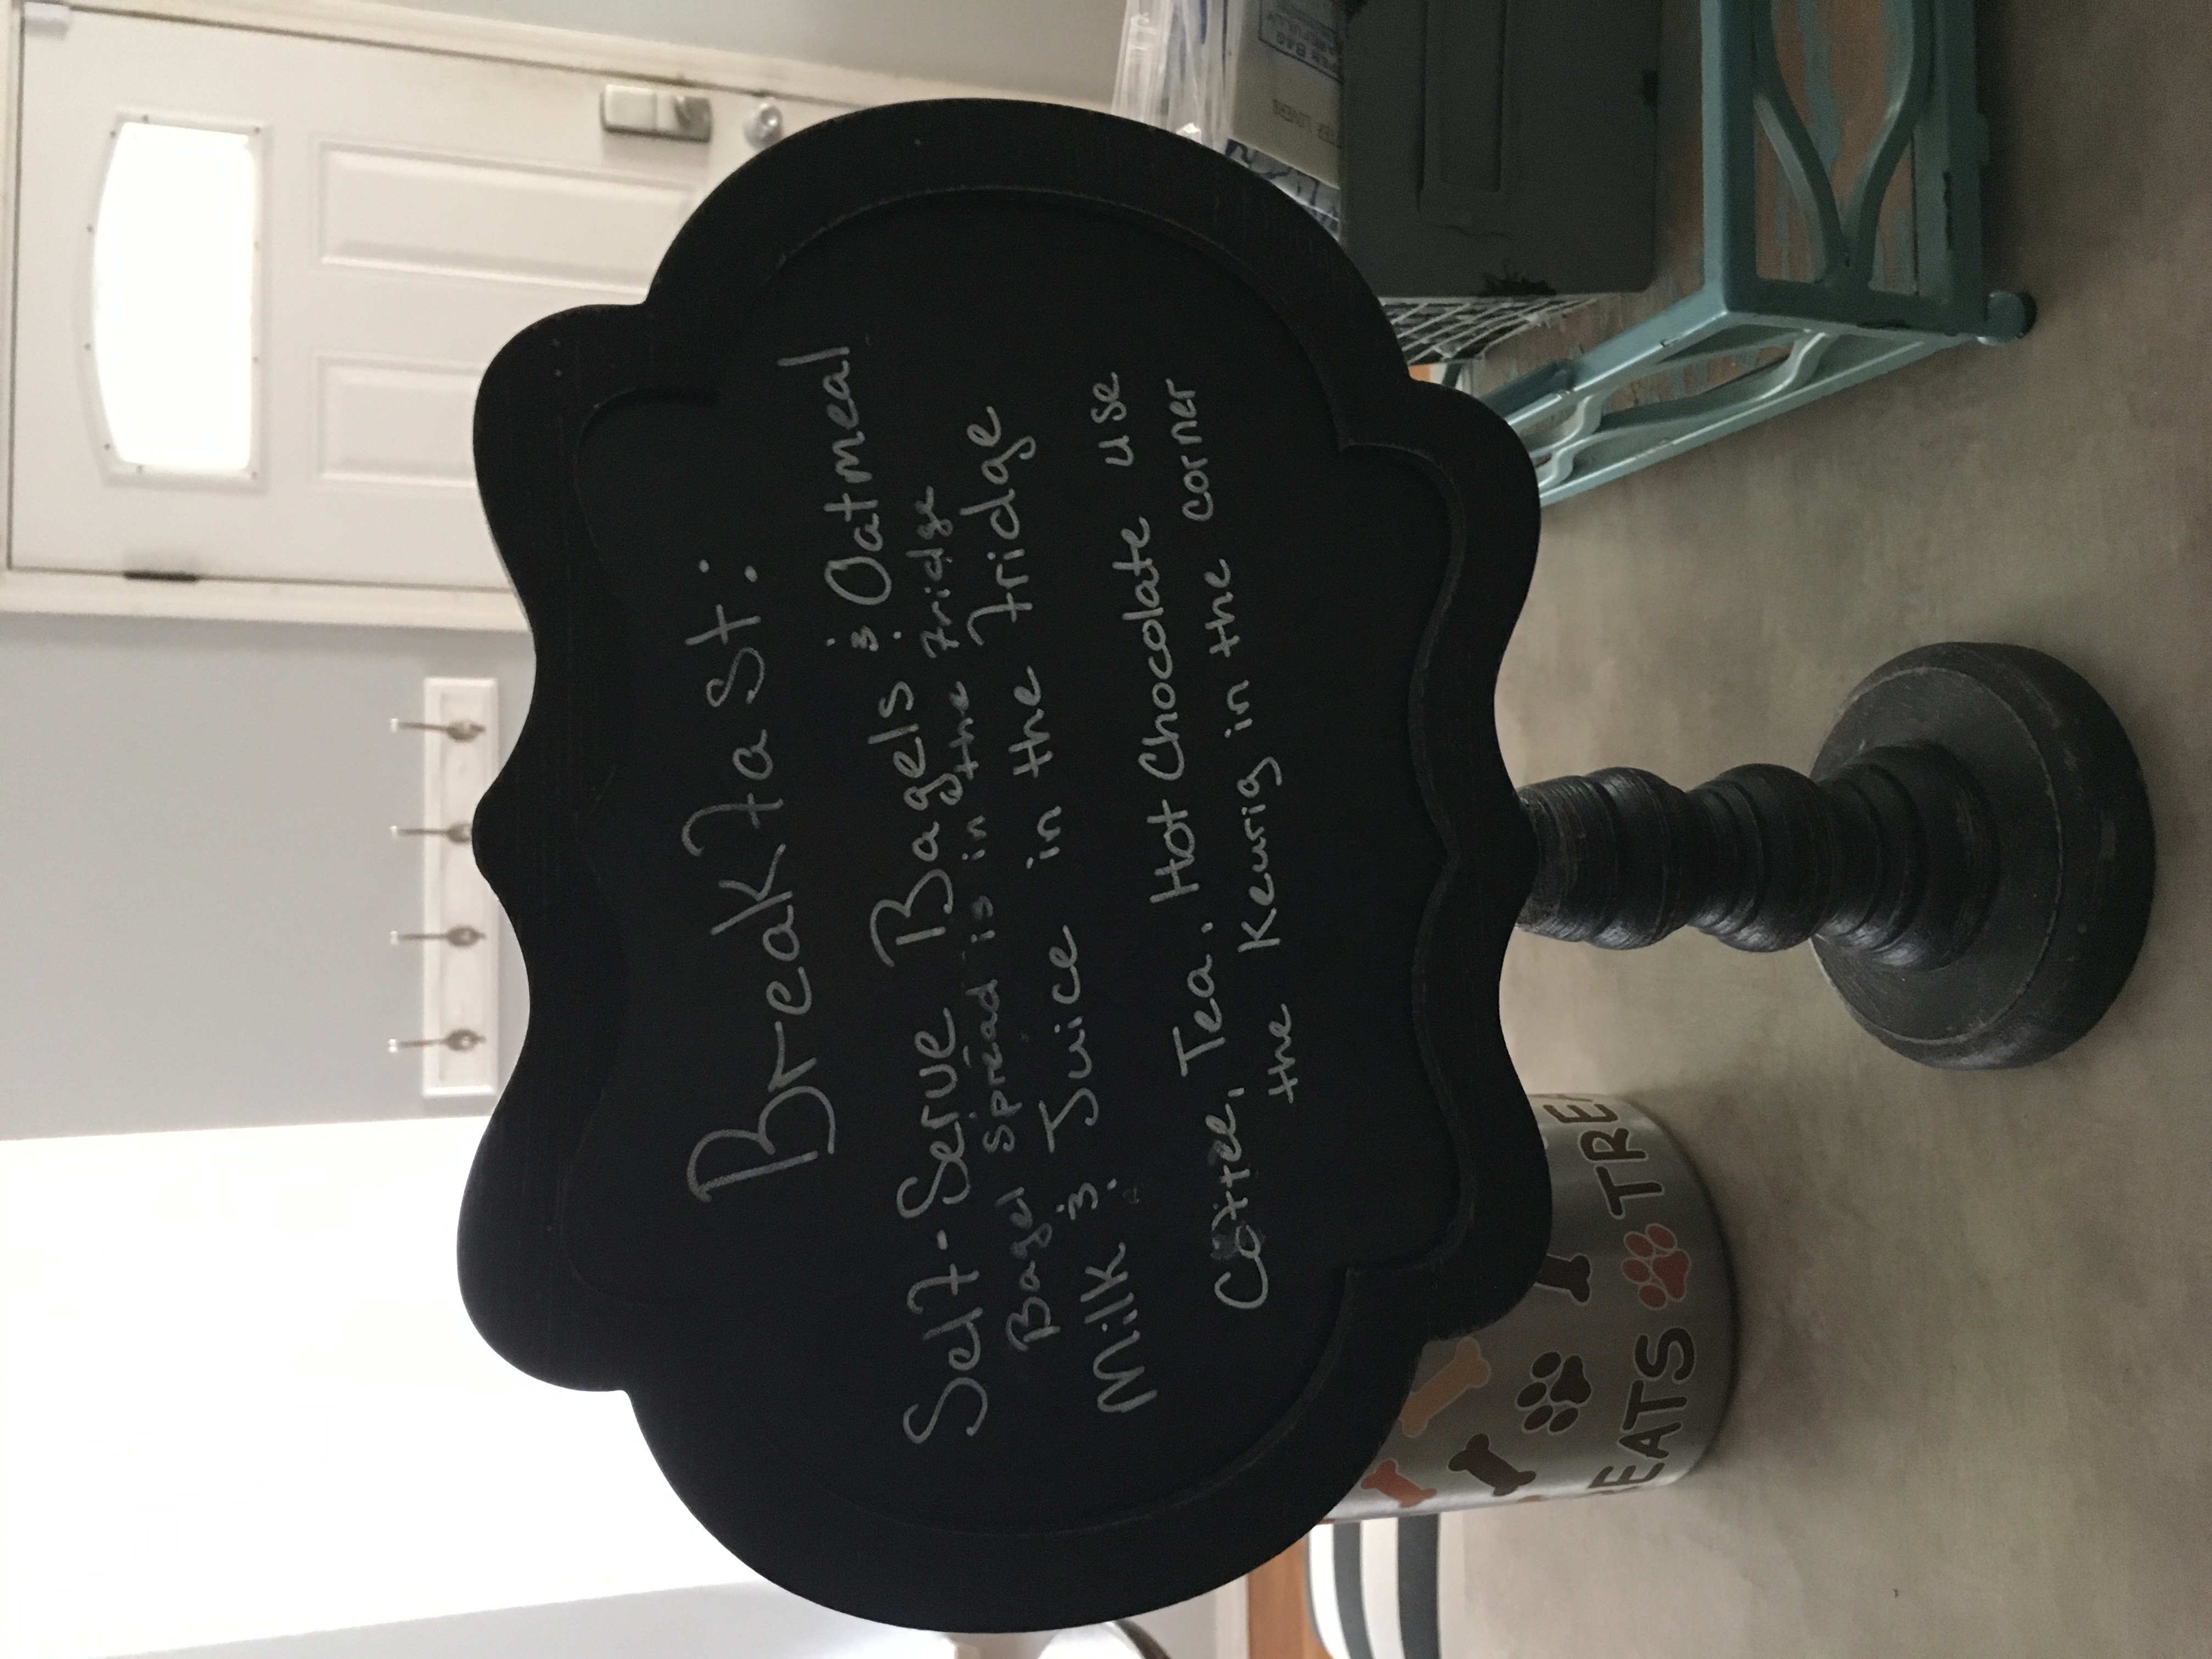 Breakfast:
Self-Serve Bagels & Oatmeal
Bagel Spread is in the fridge
Milk & Juice in the fridge
Coffee, Tea, Hot Chocolate use
the Keurig in the corner
EATS TREA